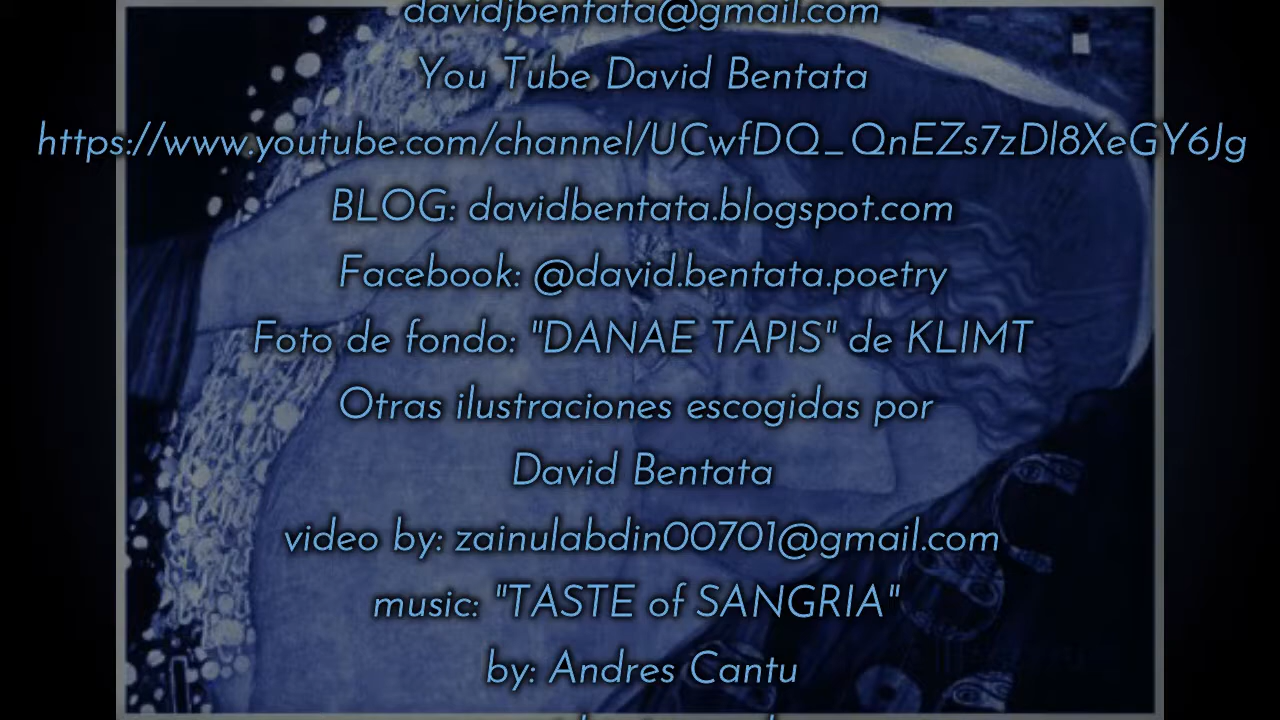 davidjbentata@gmail.com
You Tube David Bentata
https://www.youtube.com/channel/UCwfDQ_QnEZs7zDl8XeGY6Jg
BLOG: davidbentata.blogspot.com
Facebook: @david.bentata.poetry
Foto de fondo: "DANAE TAPIS" de KLIMT
Otras ilustraciones escogidas por
David Bentata
video by: zainulabdin00701@gmail.com
music: "TASTE of SANGRIA"
by: Andres Cantu